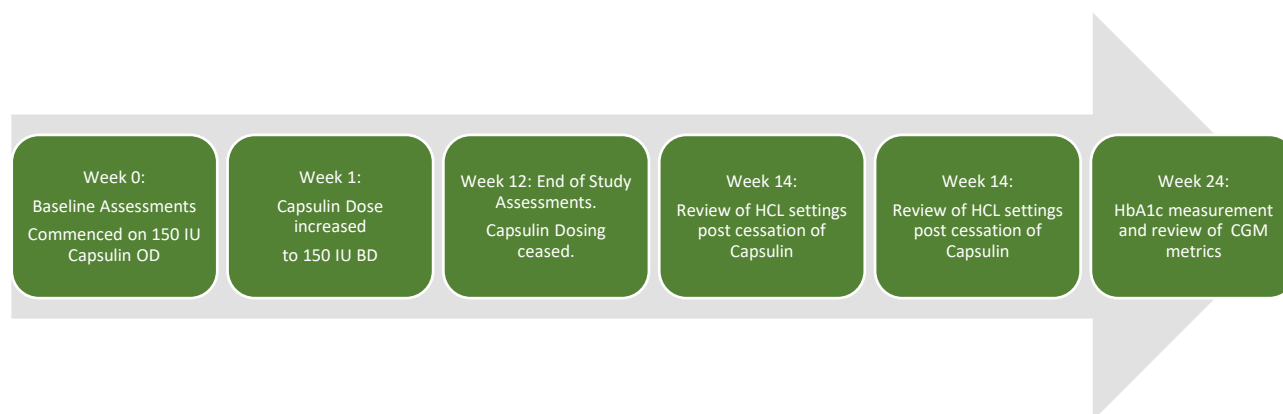 Week 0:
Baseline Assessments
Commenced on 150 IU
Capsulin OD
Week 1:
Capsulin Dose
increased
to 150 IU BD
Week 12: End of Study
Assessments.
Capsulin Dosing
ceased.
Week 14:
Review of HCL settings
post cessation of
Capsulin
Week 14:
Review of HCL settings
post cessation of
Capsulin
Week 24:
HbA1c measurement
and review of CGM
metrics